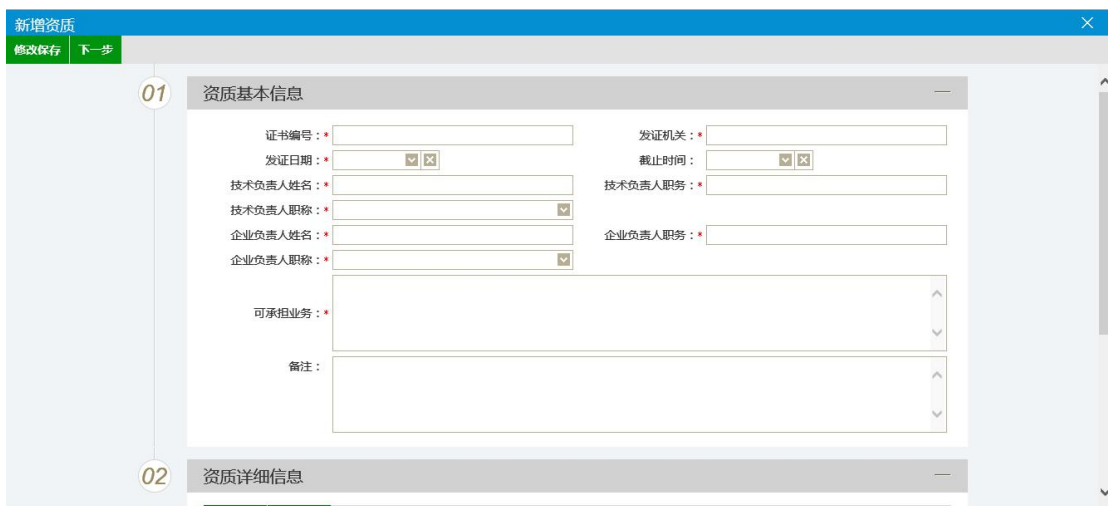 新增资质
修改保存 下一步
01 资质基本信息
证书编号：* 发证机关：*
发证日期：* 截止时间：
技术负责人姓名：* 技术负责人职务：*
技术负责人职称：*
企业负责人姓名：* 企业负责人职务：*
企业负责人职称：*
可承担业务：*
备注：
02 资质详细信息